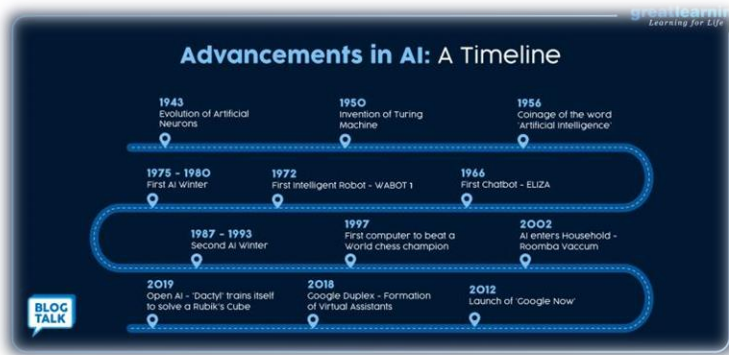 greatlearning
Learning for Life
Advancements in AI: A Timeline
1943
Evolution of Artificial
Neurons
1950
Invention of Turing
Machine
1956
Coinage of the word
'Artificial Intelligence'
1975 - 1980
First AI Winter
1972
First Intelligent Robot - WABOT 1
1966
First Chatbot - ELIZA
1987 - 1993
Second AI Winter
1997
First computer to beat a
World chess champion
2002
AI enters Household -
Roomba Vaccum
2019
Open AI - 'Dactyl' trains itself
to solve a Rubik's Cube
2018
Google Duplex - Formation
of Virtual Assistants
2012
Launch of 'Google Now'
BLOG
TALK